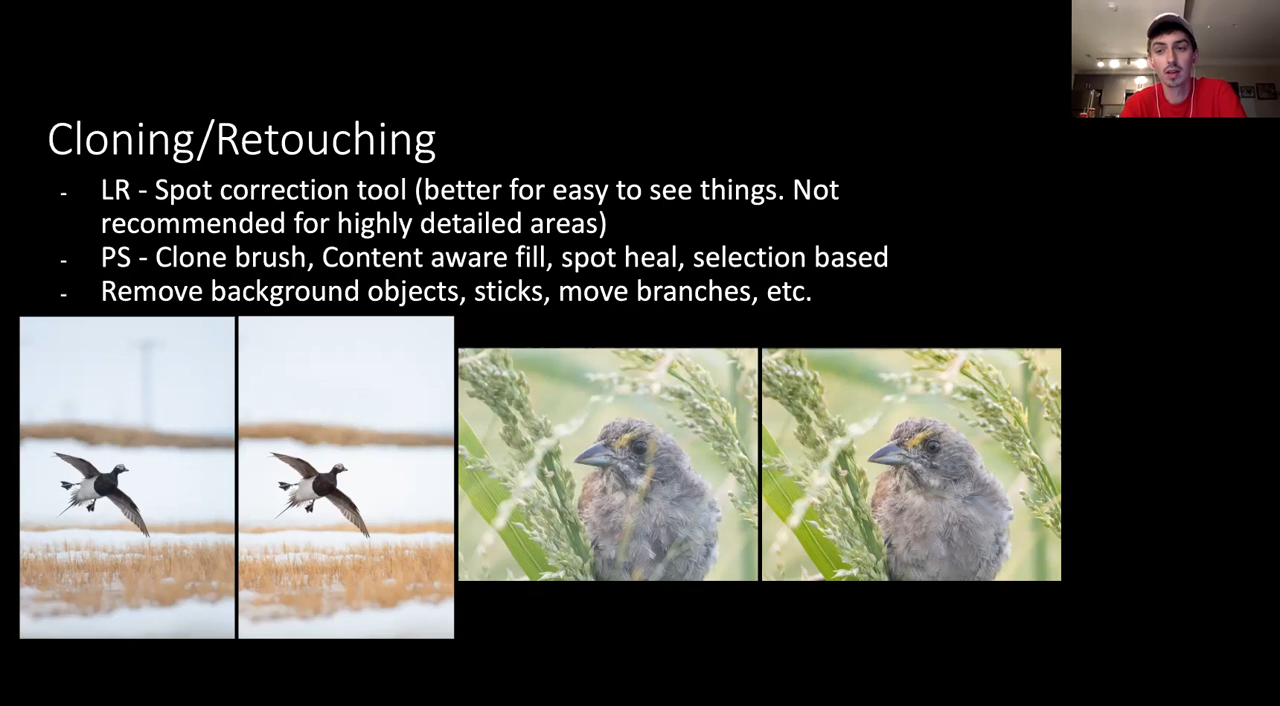 Cloning/Retouching
- LR - Spot correction tool (better for easy to see things. Not
recommended for highly detailed areas)
- PS - Clone brush, Content aware fill, spot heal, selection based
- Remove background objects, sticks, move branches, etc.